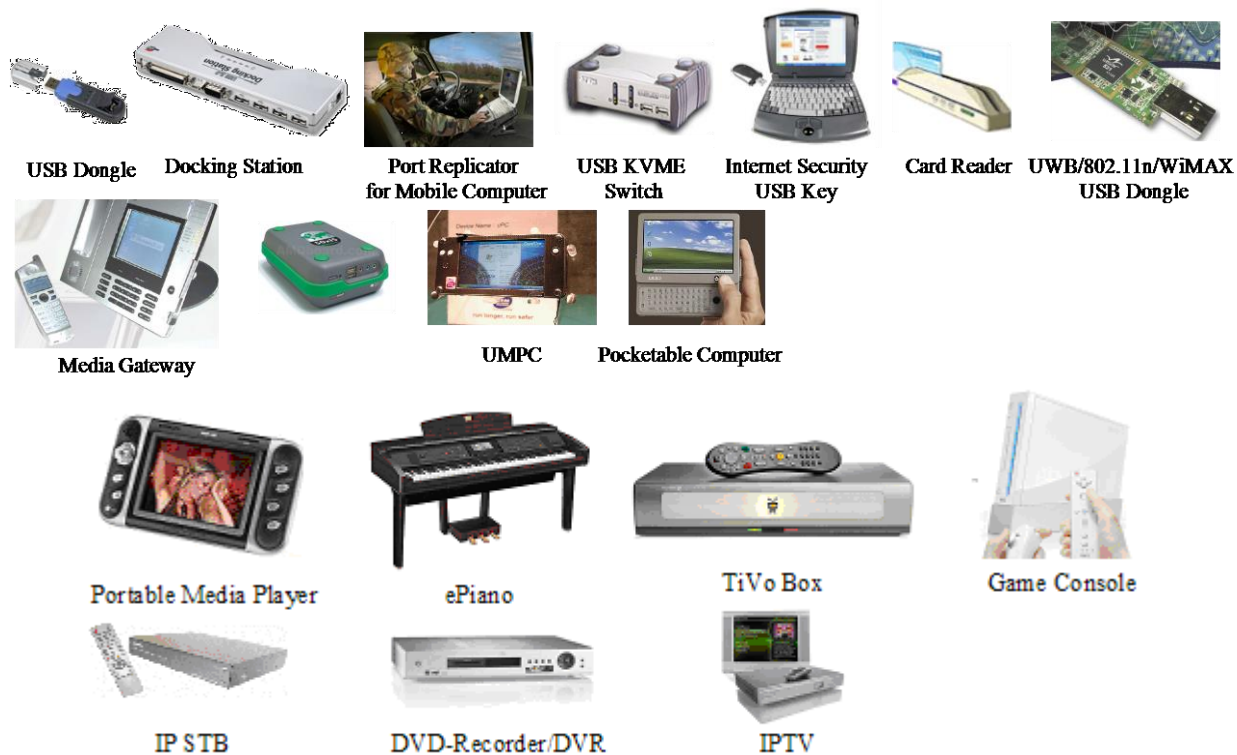 Docking Station
USB Dongle
Docking Station
Port Replicator
for Mobile Computer
USB KVME
Switch
Internet Security
USB Key
Card Reader
UWB/802.11n/WiMAX
USB Dongle
Media Gateway
UMPC
Pocketable Computer
Portable Media Player
ePiano
TiVo Box
Game Console
IP STB
DVD-Recorder/DVR
IPTV